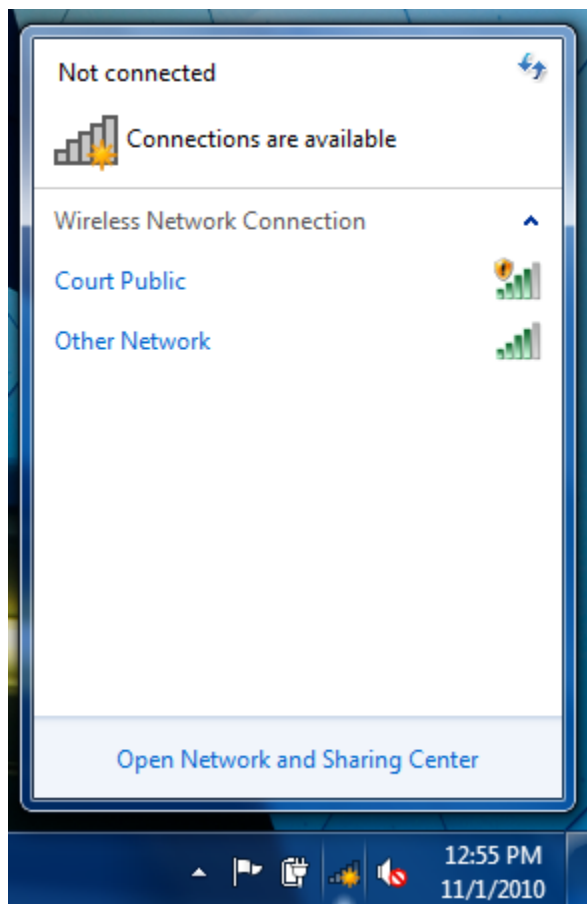 Not connected
Connections are available
Wireless Network Connection
Court Public
Other Network
Open Network and Sharing Center
12:55 PM
11/1/2010